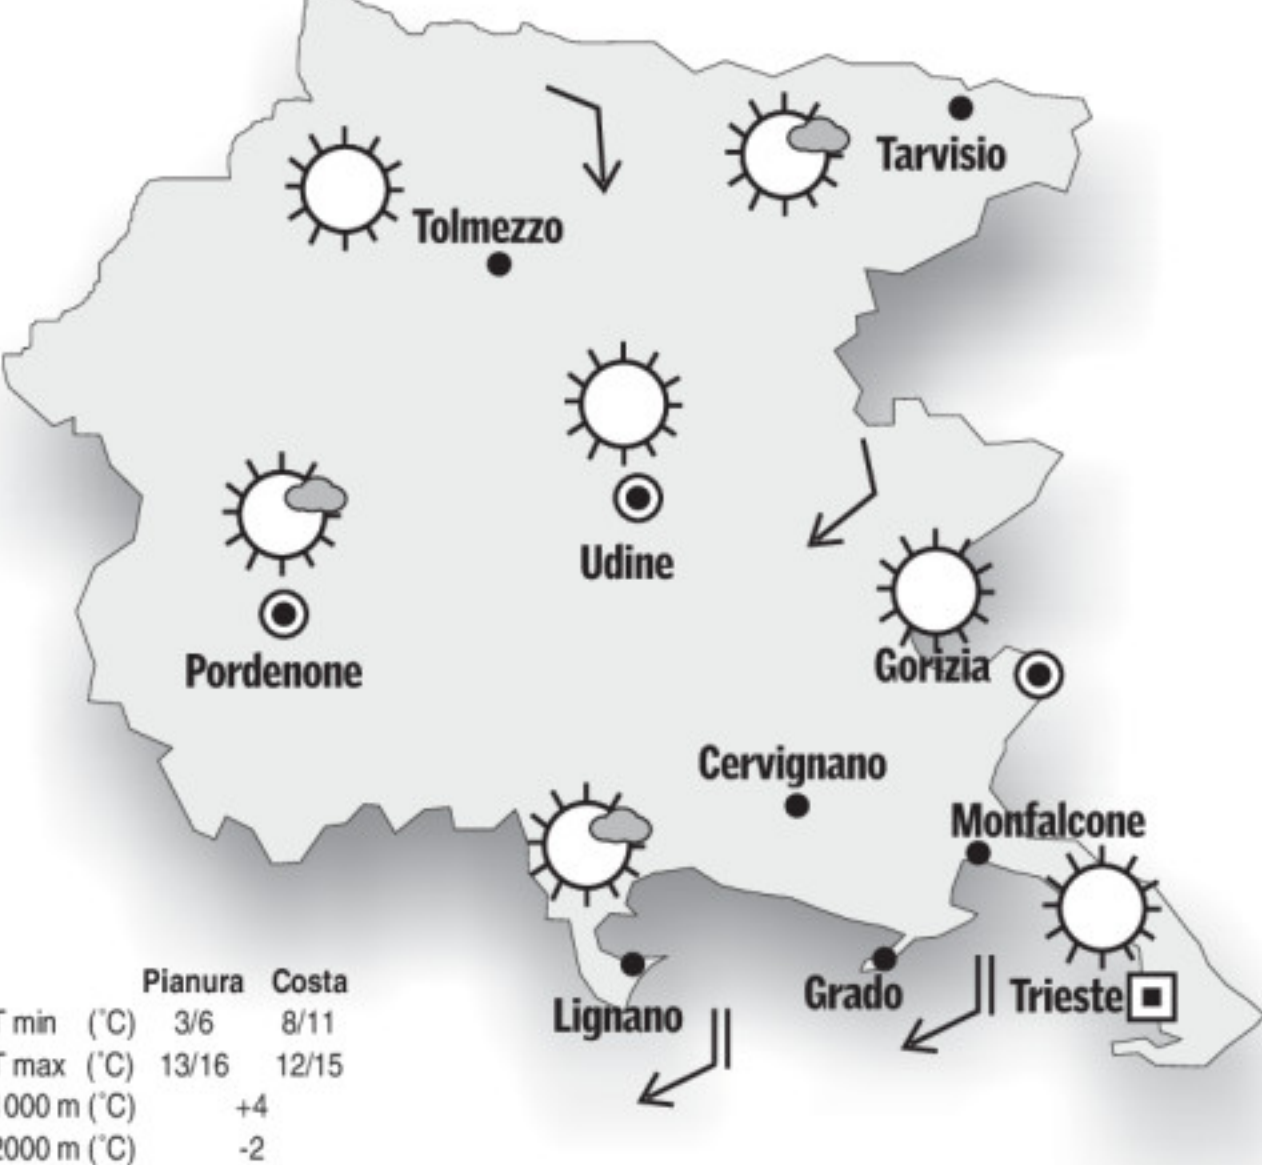 Tarvisio
Tolmezzo
Udine
Pordenone
Gorizia
Cervignano
Monfalcone
Grado
Trieste
Lignano
Pianura Costa
T min (°C) 3/6 8/11
T max (°C) 13/16 12/15
000 m (°C) +4
2000 m (°C) -2